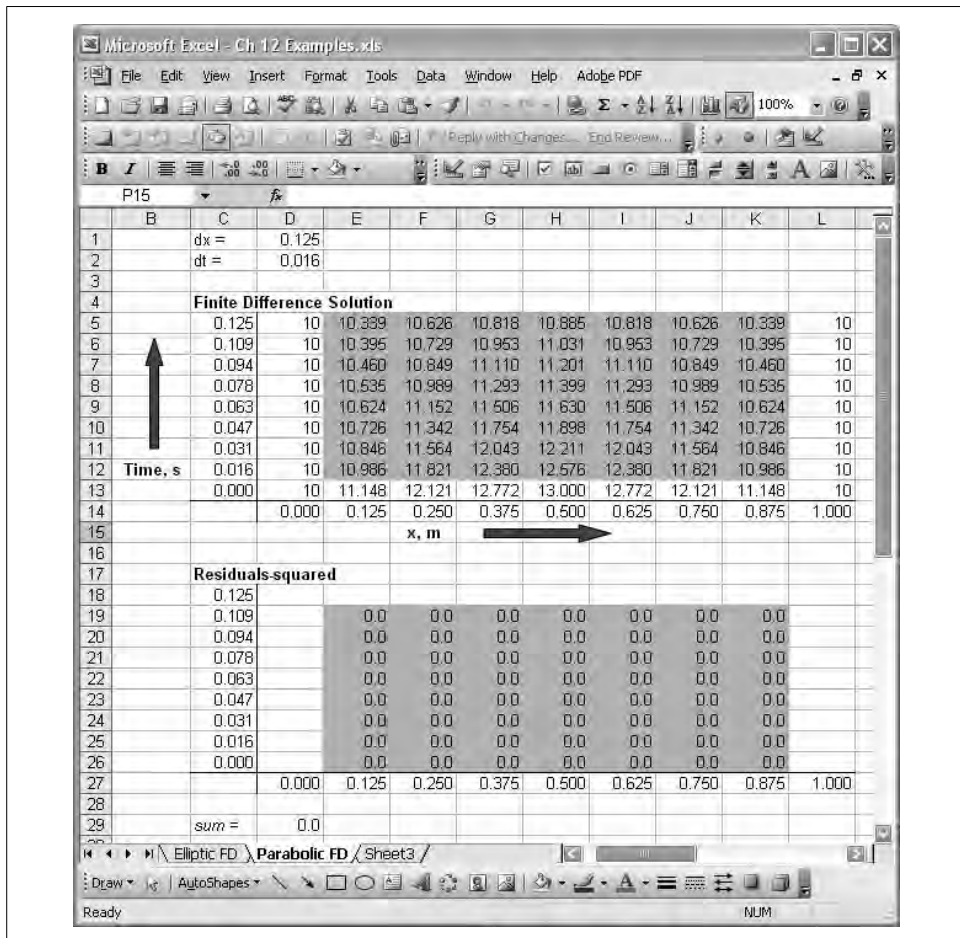 Microsoft Excel - Ch 12 Examples.xls
File Edit View Insert Format Tools Data Window Help Adobe PDF
100%
Reply with Changes... End Review...
B I A
P15 fx
B C D E F G H I J K L
1 dx = 0.125
2 dt = 0.016
3
4 Finite Difference Solution
5 0.125 10 10.339 10.626 10.818 10.885 10.818 10.626 10.339 10
6 0.109 10 10.395 10.729 10.953 11.031 10.953 10.729 10.395 10
7 0.094 10 10.460 10.849 11.110 11.201 11.110 10.849 10.460 10
8 0.078 10 10.535 10.989 11.293 11.399 11.293 10.989 10.535 10
9 0.063 10 10.624 11.152 11.506 11.630 11.506 11.152 10.624 10
10 0.047 10 10.726 11.342 11.754 11.898 11.754 11.342 10.726 10
11 0.031 10 10.846 11.564 12.043 12.211 12.043 11.564 10.846 10
12 Time, s 0.016 10 10.986 11.821 12.380 12.576 12.380 11.821 10.986 10
13 0.000 10 11.148 12.121 12.772 13.000 12.772 12.121 11.148 10
14 0.000 0.125 0.250 0.375 0.500 0.625 0.750 0.875 1.000
15 x, m
16
17 Residuals-squared
18 0.125
19 0.109 0.0 0.0 0.0 0.0 0.0 0.0 0.0
20 0.094 0.0 0.0 0.0 0.0 0.0 0.0 0.0
21 0.078 0.0 0.0 0.0 0.0 0.0 0.0 0.0
22 0.063 0.0 0.0 0.0 0.0 0.0 0.0 0.0
23 0.047 0.0 0.0 0.0 0.0 0.0 0.0 0.0
24 0.031 0.0 0.0 0.0 0.0 0.0 0.0 0.0
25 0.016 0.0 0.0 0.0 0.0 0.0 0.0 0.0
26 0.000 0.0 0.0 0.0 0.0 0.0 0.0 0.0
27 0.000 0.125 0.250 0.375 0.500 0.625 0.750 0.875 1.000
28
29 sum = 0.0
Elliptic FD Parabolic FD Sheet3
Draw AutoShapes
Ready NUM